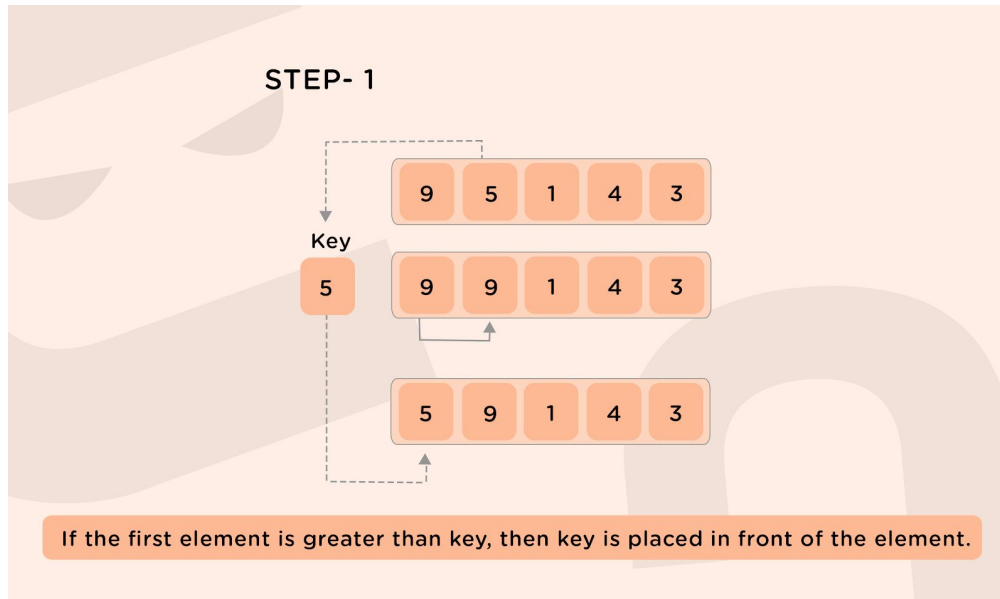 STEP- 1
9 5 1 4 3
Key
5 9 9 1 4 3
5 9 1 4 3
If the first element is greater than key, then key is placed in front of the element.